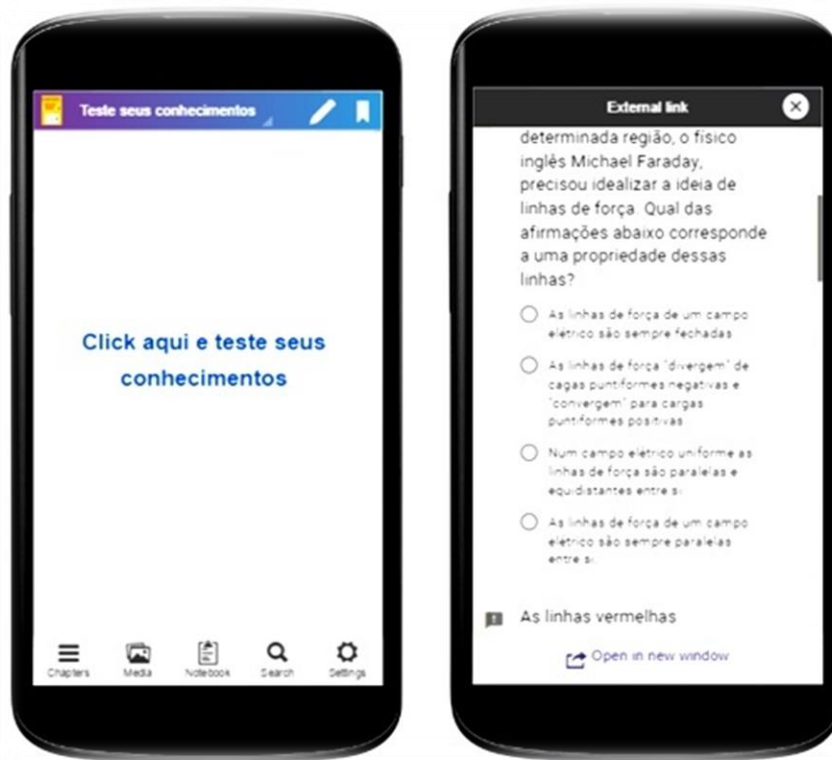 Teste seus conhecimentos
Click aqui e teste seus
conhecimentos
Chapters
Media
Notebook
Search
Settings
External link
determinada região, o físico
inglês Michael Faraday,
precisou idealizar a ideia de
linhas de força. Qual das
afirmações abaixo corresponde
a uma propriedade dessas
linhas?
As linhas de força de um campo
elétrico são sempre fechadas
As linhas de força "divergem" de
cagas puntiformes negativas e
"convergem" para cargas
puntiformes positivas
Num campo elétrico uniforme as
linhas de força são paralelas e
equidistantes entre si
As linhas de força de um campo
elétrico são sempre paralelas
entre si.
As linhas vermelhas
Open in new window